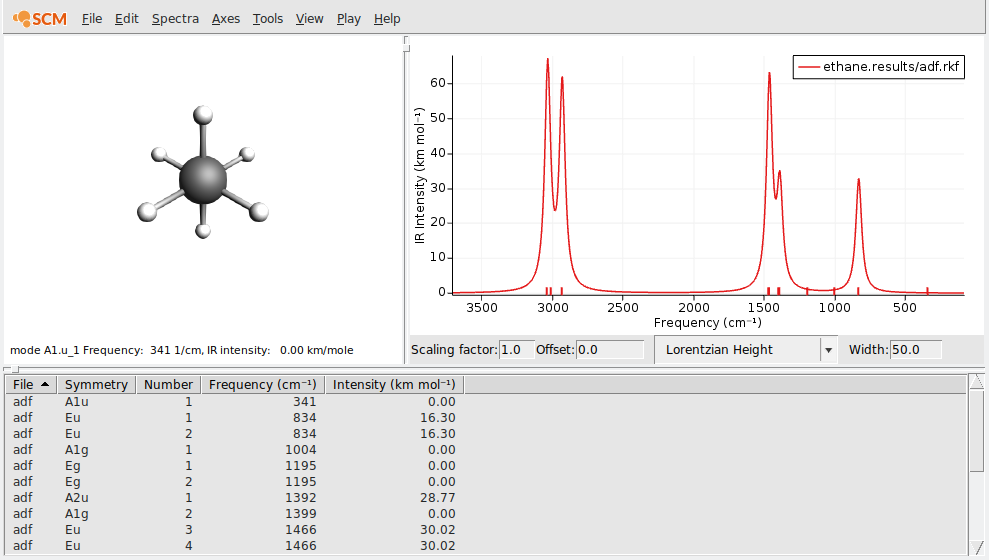 SCM File Edit Spectra Axes Tools View Play Help
mode A1.u_1 Frequency: 341 1/cm, IR intensity: 0.00 km/mole
ethane.results/adf.rkf
IR Intensity (km mol⁻¹)
60
50
40
30
20
10
0
3500 3000 2500 2000 1500 1000 500
Frequency (cm⁻¹)
Scaling factor: 1.0 Offset: 0.0 Lorentzian Height Width: 50.0
File Symmetry Number Frequency (cm⁻¹) Intensity (km mol⁻¹)
adf A1u 1 341 0.00
adf Eu 1 834 16.30
adf Eu 2 834 16.30
adf A1g 1 1004 0.00
adf Eg 1 1195 0.00
adf Eg 2 1195 0.00
adf A2u 1 1392 28.77
adf A1g 2 1399 0.00
adf Eu 3 1466 30.02
adf Eu 4 1466 30.02